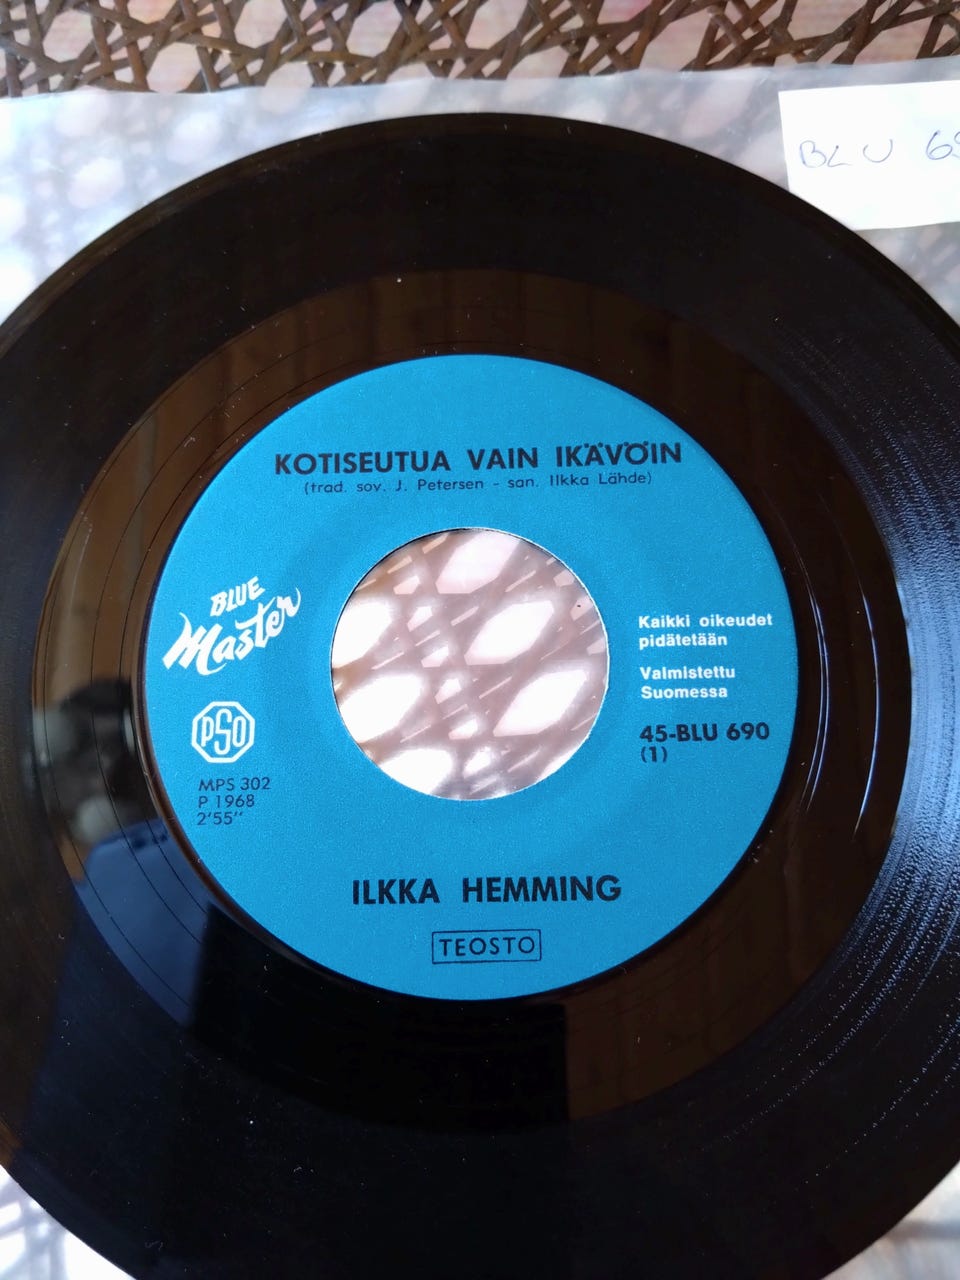 BLU
KOTISEUTUA VAIN IKÄVÖIN
(trad. sov. J. Petersen - san. Ilkka Lähde)
BLUE
Master
PSO
MPS 302
P 1968
2'55"
Kaikki oikeudet
pidätetään
Valmistettu
Suomessa
45-BLU 690
(1)
ILKKA HEMMING
TEOSTO